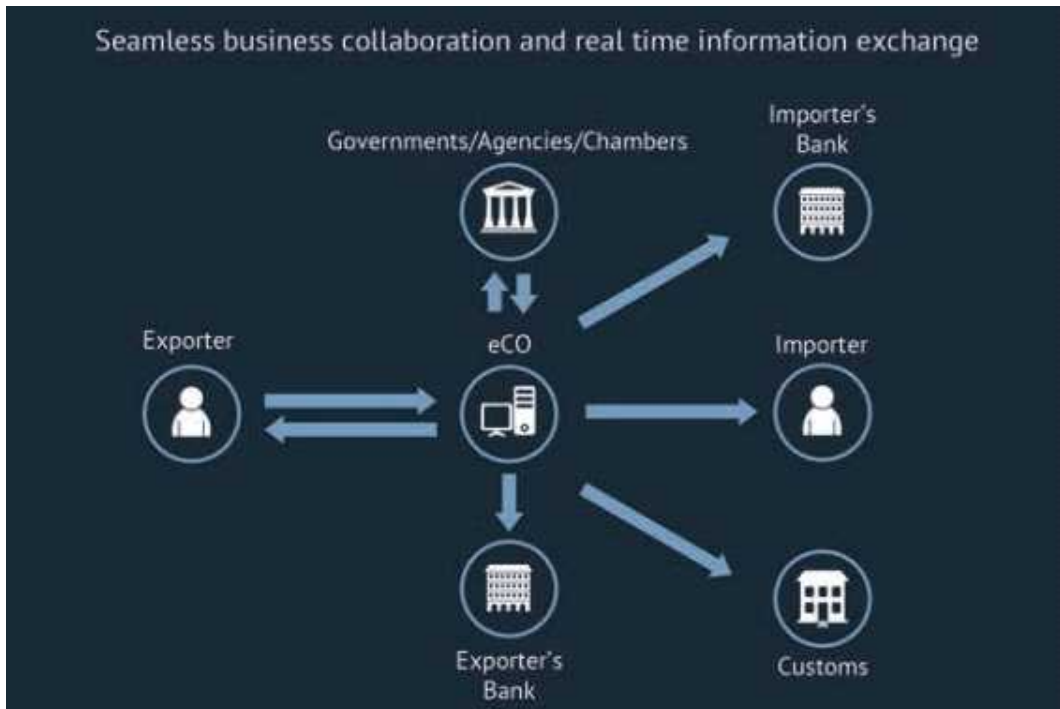 Seamless business collaboration and real time information exchange
Importer's
Bank
Governments/Agencies/Chambers
Exporter
eCO
Importer
Exporter's
Bank
Customs